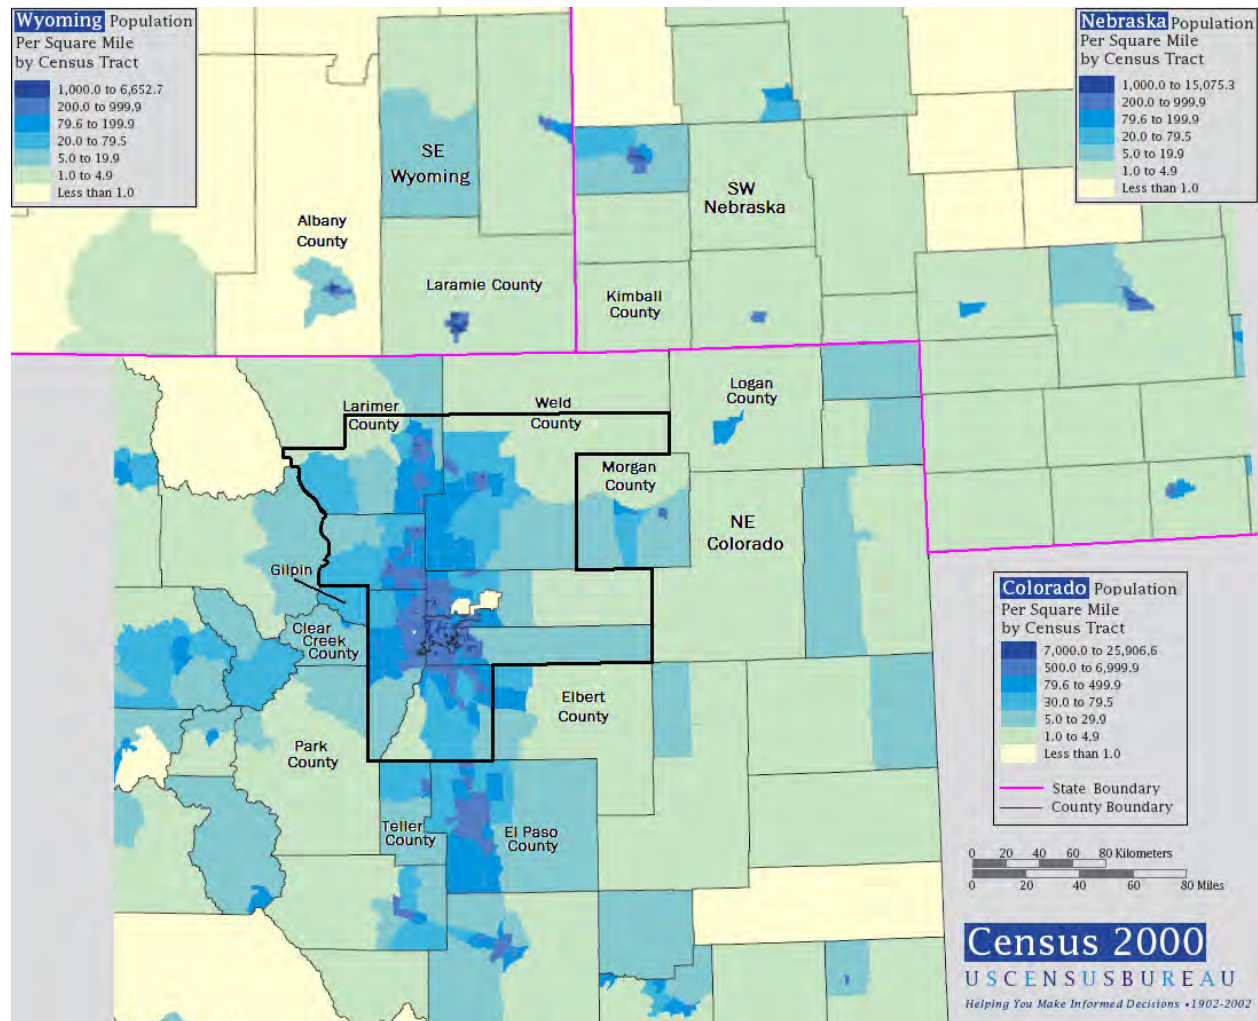 Wyoming Population
Per Square Mile
by Census Tract
1,000.0 to 6,652.7
200.0 to 999.9
79.6 to 199.9
20.0 to 79.5
5.0 to 19.9
1.0 to 4.9
Less than 1.0
Nebraska Population
Per Square Mile
by Census Tract
1,000.0 to 15,075.3
200.0 to 999.9
79.6 to 199.9
20.0 to 79.5
5.0 to 19.9
1.0 to 4.9
Less than 1.0
SE
Wyoming
SW
Nebraska
Albany
County
Laramie County
Kimball
County
Larimer
County
Weld
County
Logan
County
Morgan
County
NE
Colorado
Gilpin
Clear
Creek
County
Elbert
County
Park
County
Teller
County
El Paso
County
Colorado Population
Per Square Mile
by Census Tract
7,000.0 to 25,906.6
500.0 to 6,999.9
79.6 to 499.9
30.0 to 79.5
5.0 to 29.9
1.0 to 4.9
Less than 1.0
State Boundary
County Boundary
0 20 40 60 80 Kilometers
0 20 40 60 80 Miles
Census 2000
USCENSUSBUREAU
Helping You Make Informed Decisions •1902-2002